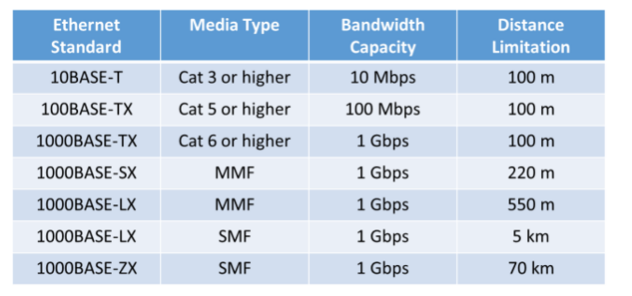 Ethernet Standard Media Type Bandwidth Capacity Distance Limitation
10BASE-T Cat 3 or higher 10 Mbps 100 m
100BASE-TX Cat 5 or higher 100 Mbps 100 m
1000BASE-TX Cat 6 or higher 1 Gbps 100 m
1000BASE-SX MMF 1 Gbps 220 m
1000BASE-LX MMF 1 Gbps 550 m
1000BASE-LX SMF 1 Gbps 5 km
1000BASE-ZX SMF 1 Gbps 70 km